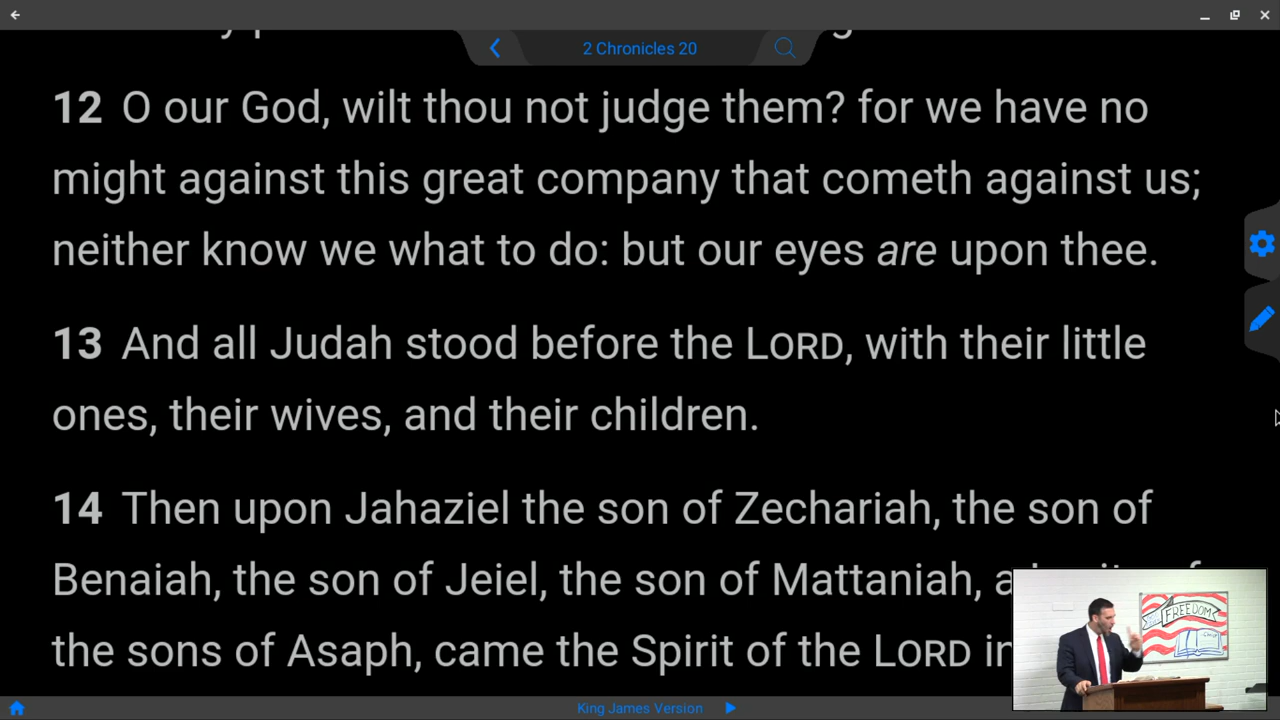 2 Chronicles 20
12 O our God, wilt thou not judge them? for we have no
might against this great company that cometh against us;
neither know we what to do: but our eyes are upon thee.
13 And all Judah stood before the LORD, with their little
ones, their wives, and their children.
14 Then upon Jahaziel the son of Zechariah, the son of
Benaiah, the son of Jeiel, the son of Mattaniah, a
the sons of Asaph, came the Spirit of the LORD in
FREEDOM
King James Version